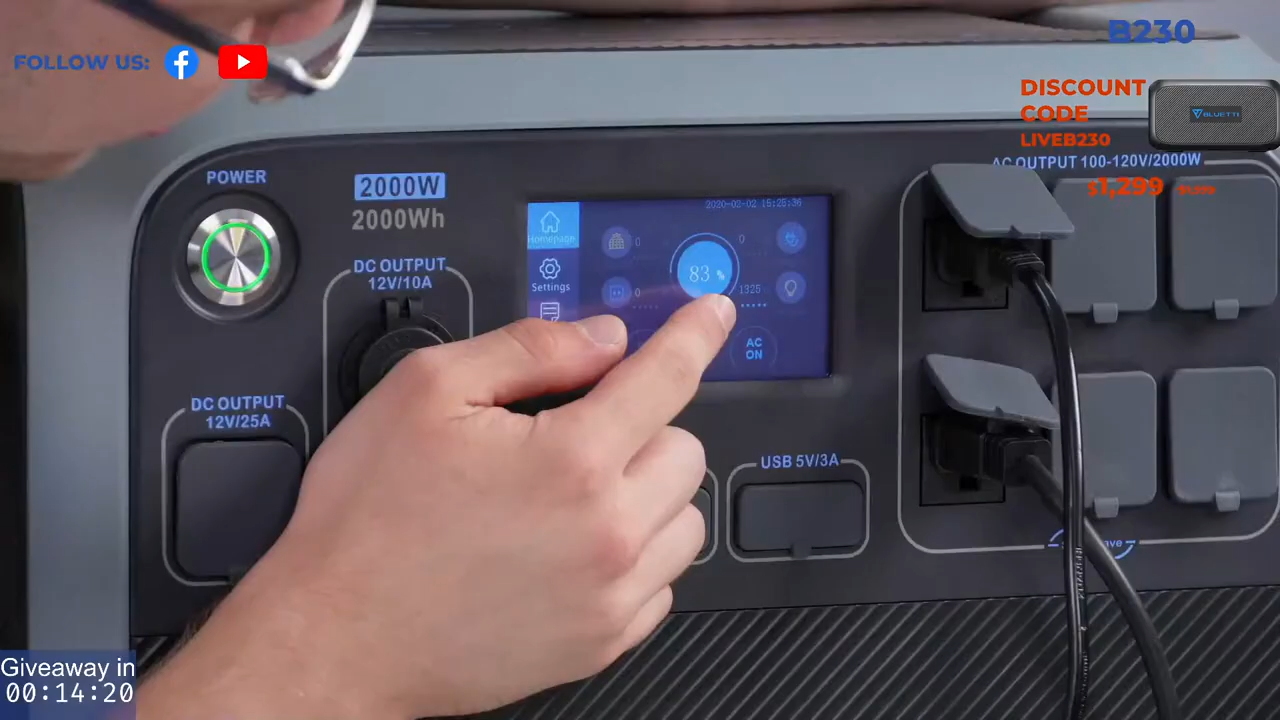 B230
FOLLOW US:
DISCOUNT
CODE
LIVEB230
BLUETTI
AC OUTPUT 100-120V/2000W
$1,299
POWER
2000W
2000Wh
DC OUTPUT
12V/10A
DC OUTPUT
12V/25A
2020-02-02 15:25:36
Homepage
Settings
0
0
83 %
0
1325
AC
ON
USB 5V/3A
Giveaway in
00:14:20